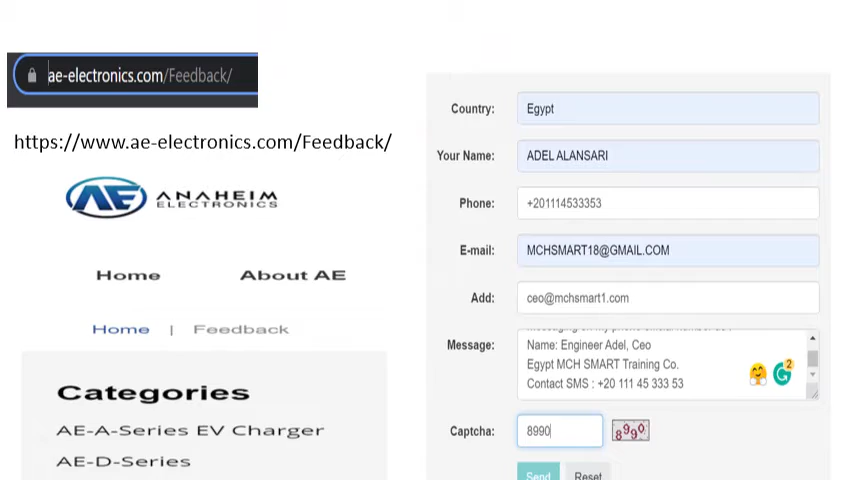 ae-electronics.com/Feedback/
https://www.ae-electronics.com/Feedback/
AE ANAHEIM
ELECTRONICS
Home About AE
Home | Feedback
Categories
AE-A-Series EV Charger
AE-D-Series
Country: Egypt
Your Name: ADEL ALANSARI
Phone: +201114533353
E-mail: MCHSMART18@GMAIL.COM
Add: ceo@mchsmart1.com
Message:
Name: Engineer Adel, Ceo
Egypt MCH SMART Training Co.
Contact SMS : +20 111 45 333 53
2
Captcha: 8990 8990
Send Reset